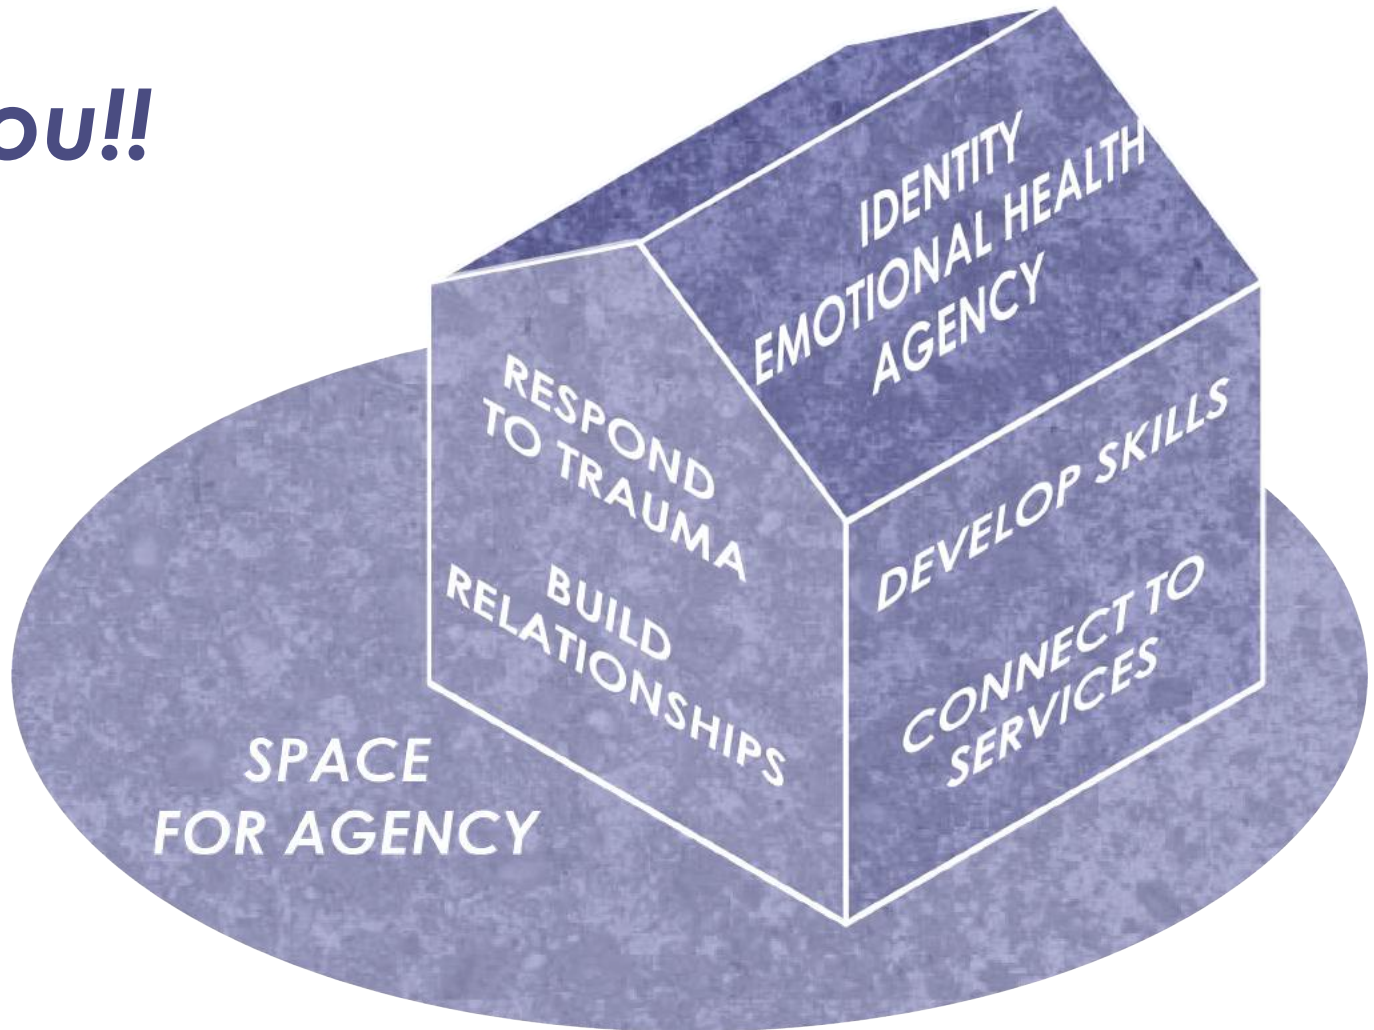 ou!!
IDENTITY
EMOTIONAL HEALTH
AGENCY
RESPOND
TO TRAUMA
BUILD
RELATIONSHIPS
DEVELOP SKILLS
CONNECT TO
SERVICES
SPACE
FOR AGENCY